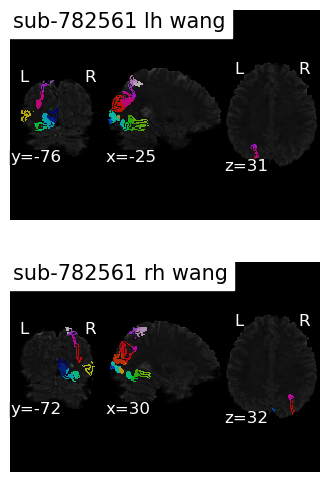 sub-782561 lh wang
L R L R
y=-76 x=-25 z=31
sub-782561 rh wang
L R L R
y=-72 x=30 z=32